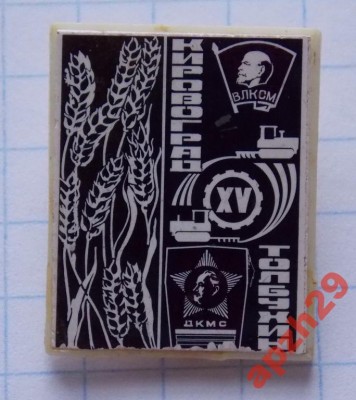 КИРОВОГРАД
ВЛКСМ
XV
ТОЛБУХИН
ДКМС
apzh29